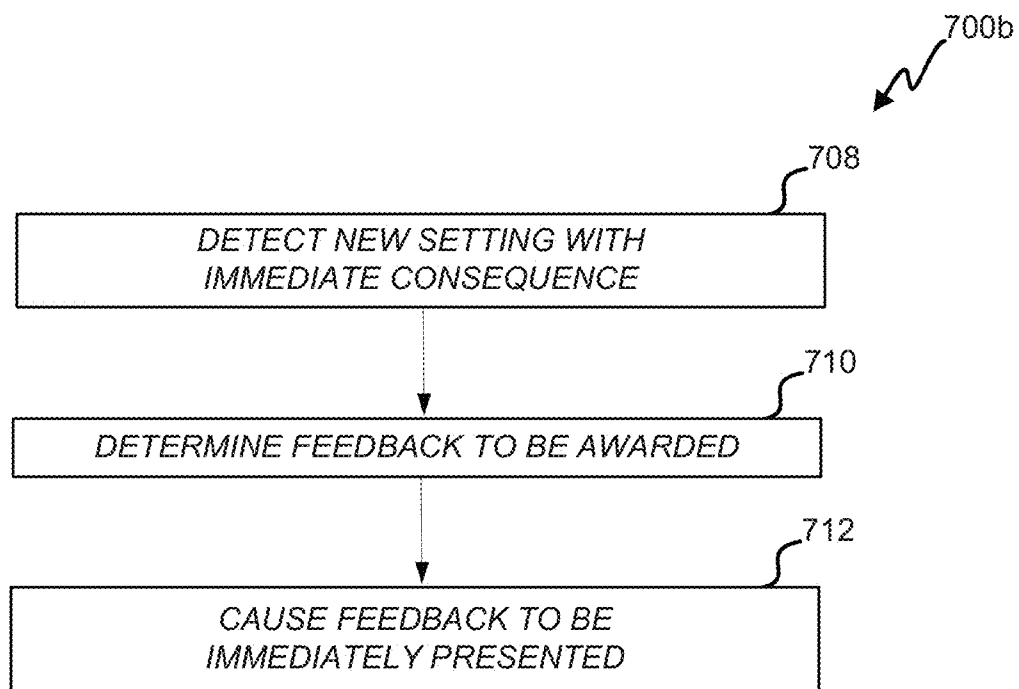 700b
708
DETECT NEW SETTING WITH
IMMEDIATE CONSEQUENCE
710
DETERMINE FEEDBACK TO BE AWARDED
712
CAUSE FEEDBACK TO BE
IMMEDIATELY PRESENTED